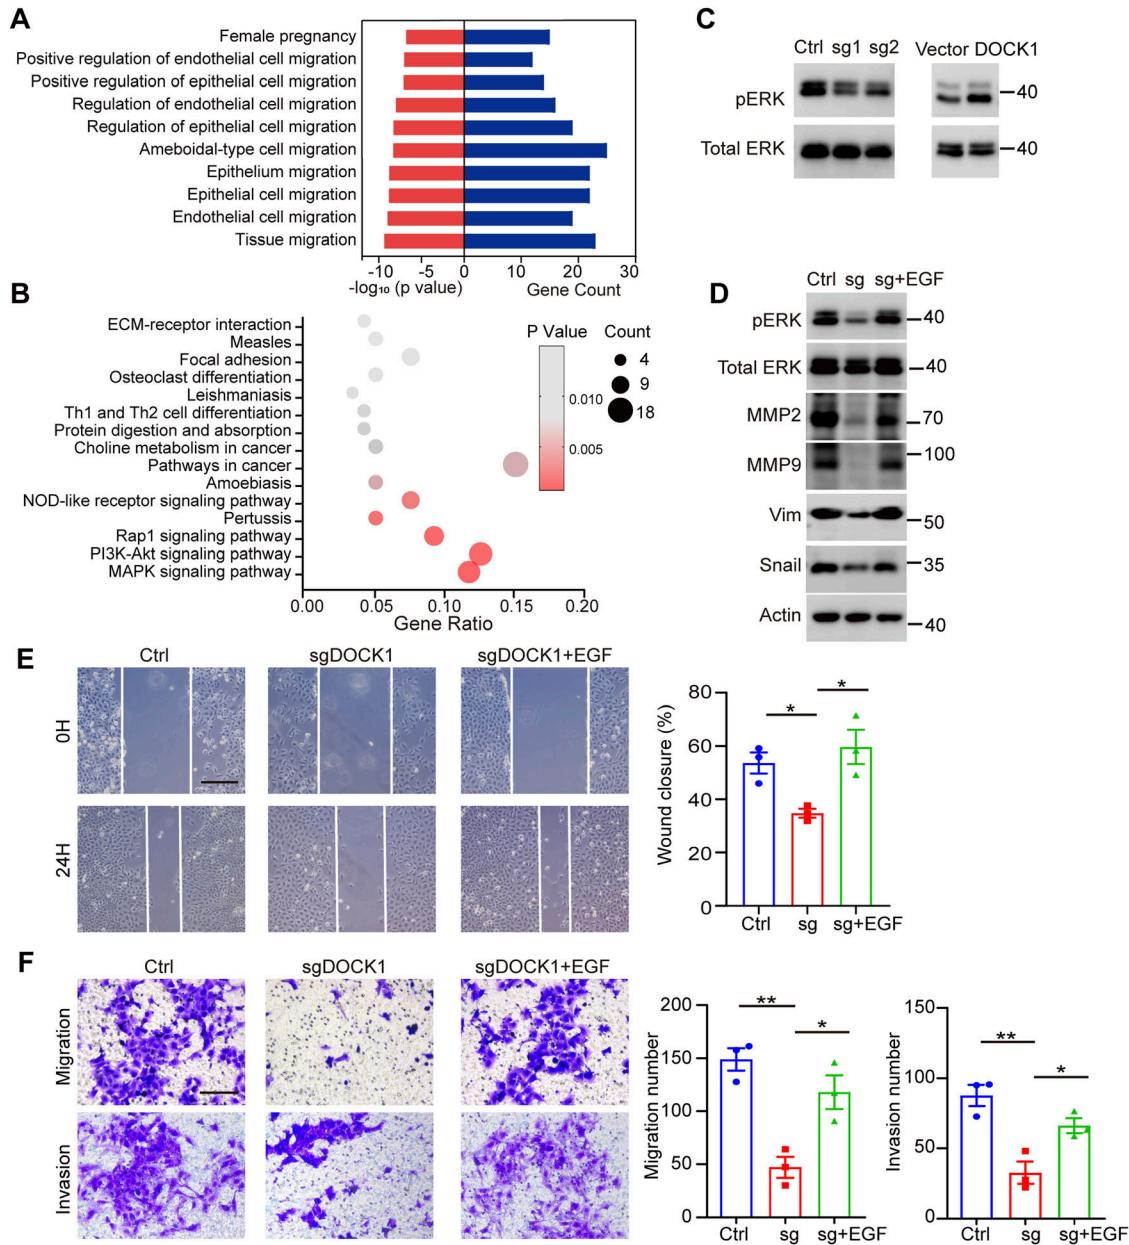 A
Female pregnancy
Positive regulation of endothelial cell migration
Positive regulation of epithelial cell migration
Regulation of endothelial cell migration
Regulation of epithelial cell migration
Ameboidal-type cell migration
Epithelium migration
Epithelial cell migration
Endothelial cell migration
Tissue migration
-10 -5 0 10 20 30
-log₁₀ (p value) Gene Count
B
ECM-receptor interaction
Measles
Focal adhesion
Osteoclast differentiation
Leishmaniasis
Th1 and Th2 cell differentiation
Protein digestion and absorption
Choline metabolism in cancer
Pathways in cancer
Amoebiasis
NOD-like receptor signaling pathway
Pertussis
Rap1 signaling pathway
PI3K-Akt signaling pathway
MAPK signaling pathway
0.00 0.05 0.10 0.15 0.20
Gene Ratio
P Value
0.010
0.005
Count
4
9
18
C
Ctrl sg1 sg2 Vector DOCK1
pERK 40
Total ERK 40
D
Ctrl sg sg+EGF
pERK 40
Total ERK 40
MMP2 70
MMP9 100
Vim 50
Snail 35
Actin 40
E
Ctrl sgDOCK1 sgDOCK1+EGF
0H
24H
Wound closure (%)
80
60
40
20
0
* *
Ctrl sg sg+EGF
F
Ctrl sgDOCK1 sgDOCK1+EGF
Migration
Invasion
Migration number
200
150
100
50
0
** *
Ctrl sg sg+EGF
Invasion number
150
100
50
0
** *
Ctrl sg sg+EGF